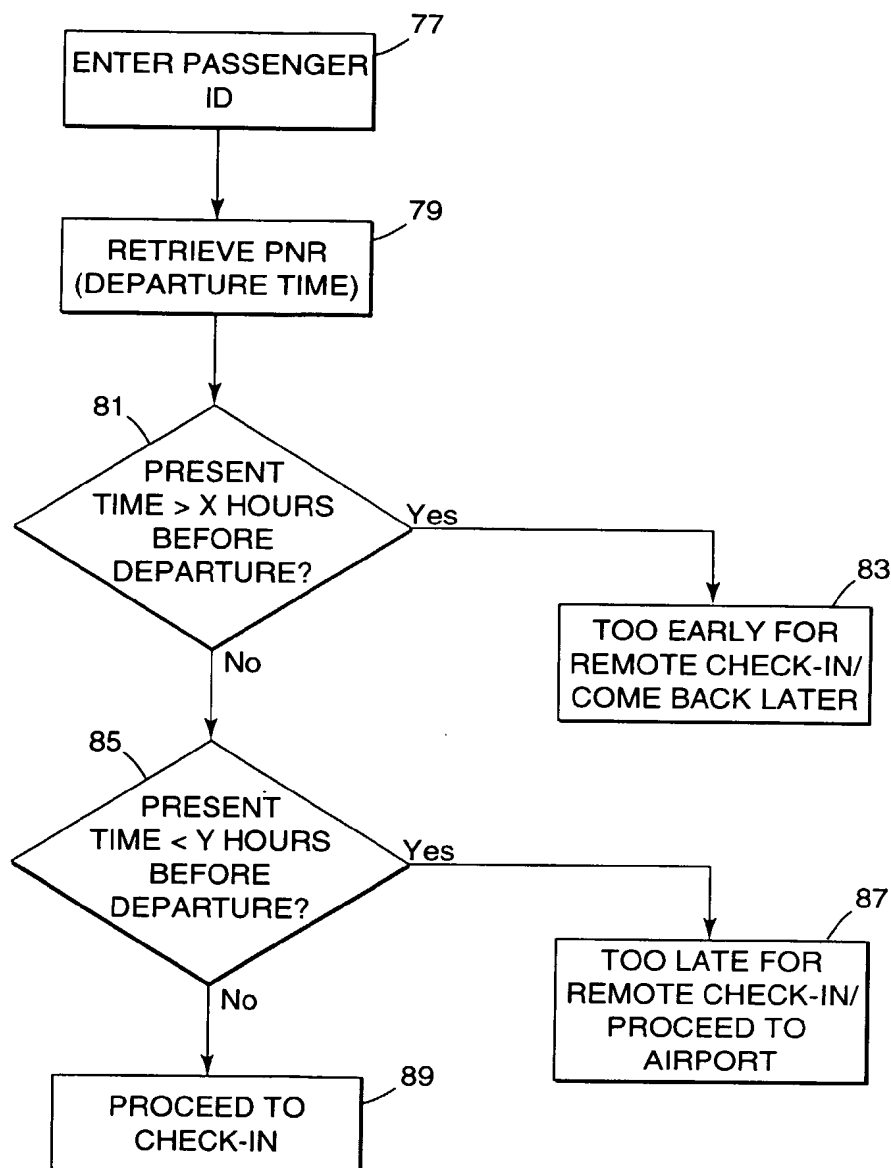 77
ENTER PASSENGER
ID
79
RETRIEVE PNR
(DEPARTURE TIME)
81
PRESENT
TIME > X HOURS
BEFORE
DEPARTURE?
Yes
No
83
TOO EARLY FOR
REMOTE CHECK-IN/
COME BACK LATER
85
PRESENT
TIME < Y HOURS
BEFORE
DEPARTURE?
Yes
No
87
TOO LATE FOR
REMOTE CHECK-IN/
PROCEED TO
AIRPORT
89
PROCEED TO
CHECK-IN